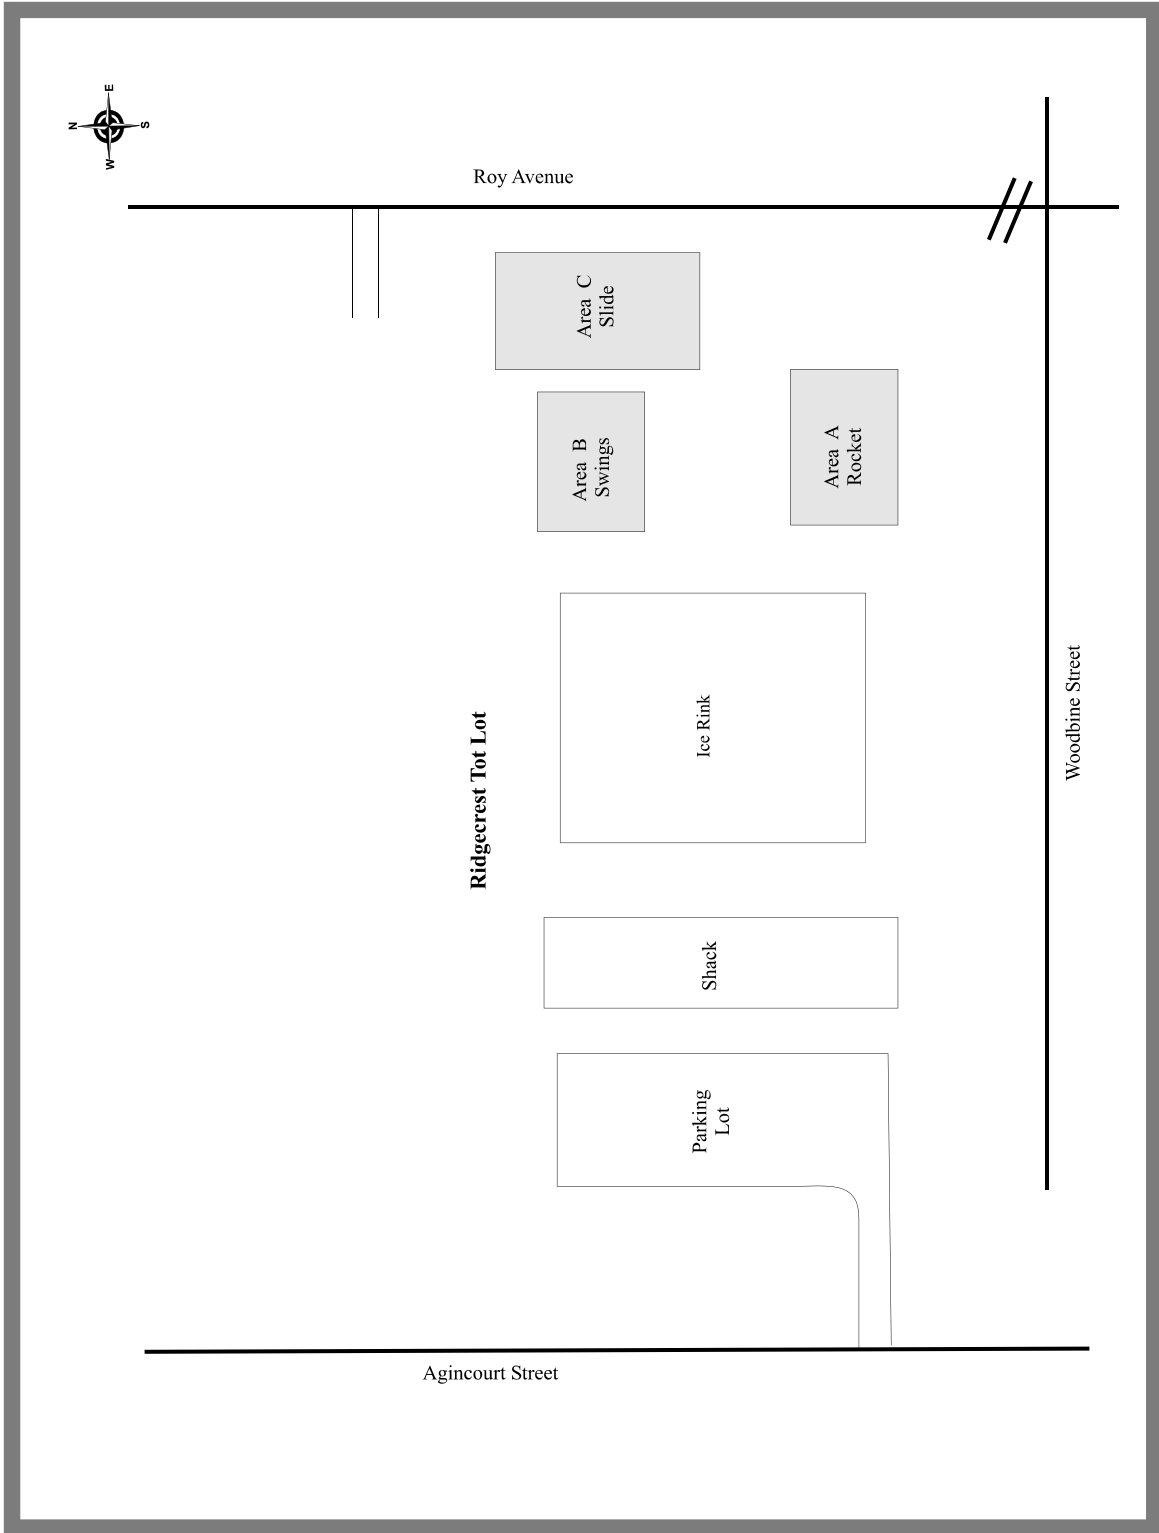 E
N
S
W
Roy Avenue
Area C
Slide
Area B
Swings
Area A
Rocket
Ice Rink
Woodbine Street
Ridgecrest Tot Lot
Shack
Parking
Lot
Agincourt Street